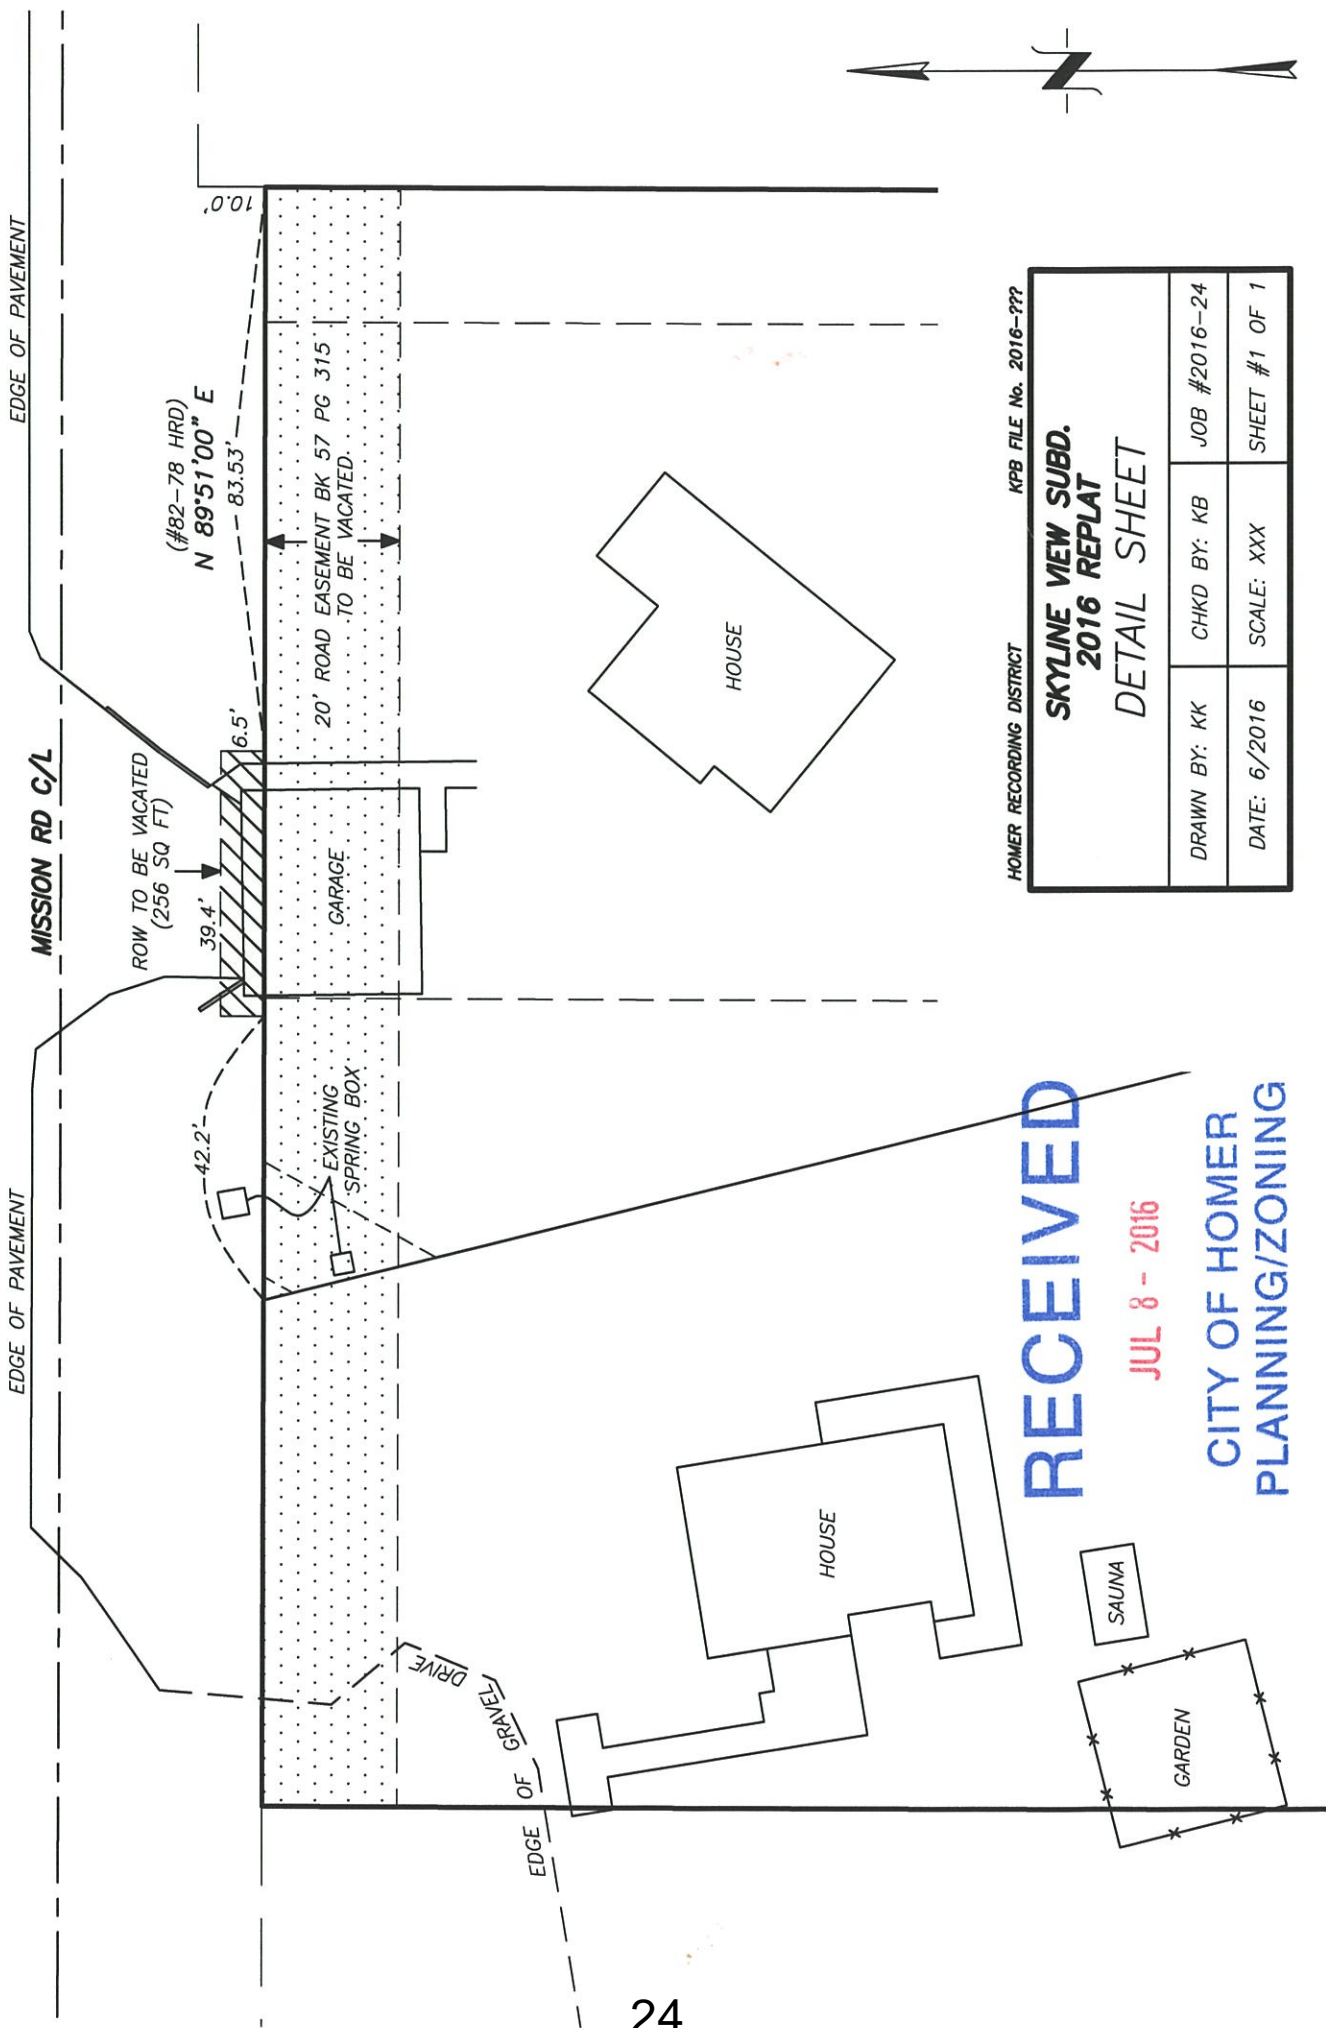 EDGE OF PAVEMENT
EDGE OF PAVEMENT
MISSION RD C/L
ROW TO BE VACATED
(256 SQ FT)
39.4'
6.5'
(#82-78 HRD)
N 89°51'00" E
83.53'
10.0'
42.2'
20' ROAD EASEMENT BK 57 PG 315
TO BE VACATED
EXISTING
SPRING BOX
GARAGE
HOUSE
HOUSE
EDGE OF GRAVEL DRIVE
SAUNA
GARDEN
RECEIVED
JUL 8 - 2016
CITY OF HOMER
PLANNING/ZONING
HOMER RECORDING DISTRICT KPB FILE No. 2016-???
SKYLINE VIEW SUBD.
2016 REPLAT
DETAIL SHEET
DRAWN BY: KK CHKD BY: KB JOB #2016-24
DATE: 6/2016 SCALE: XXX SHEET #1 OF 1
N
24